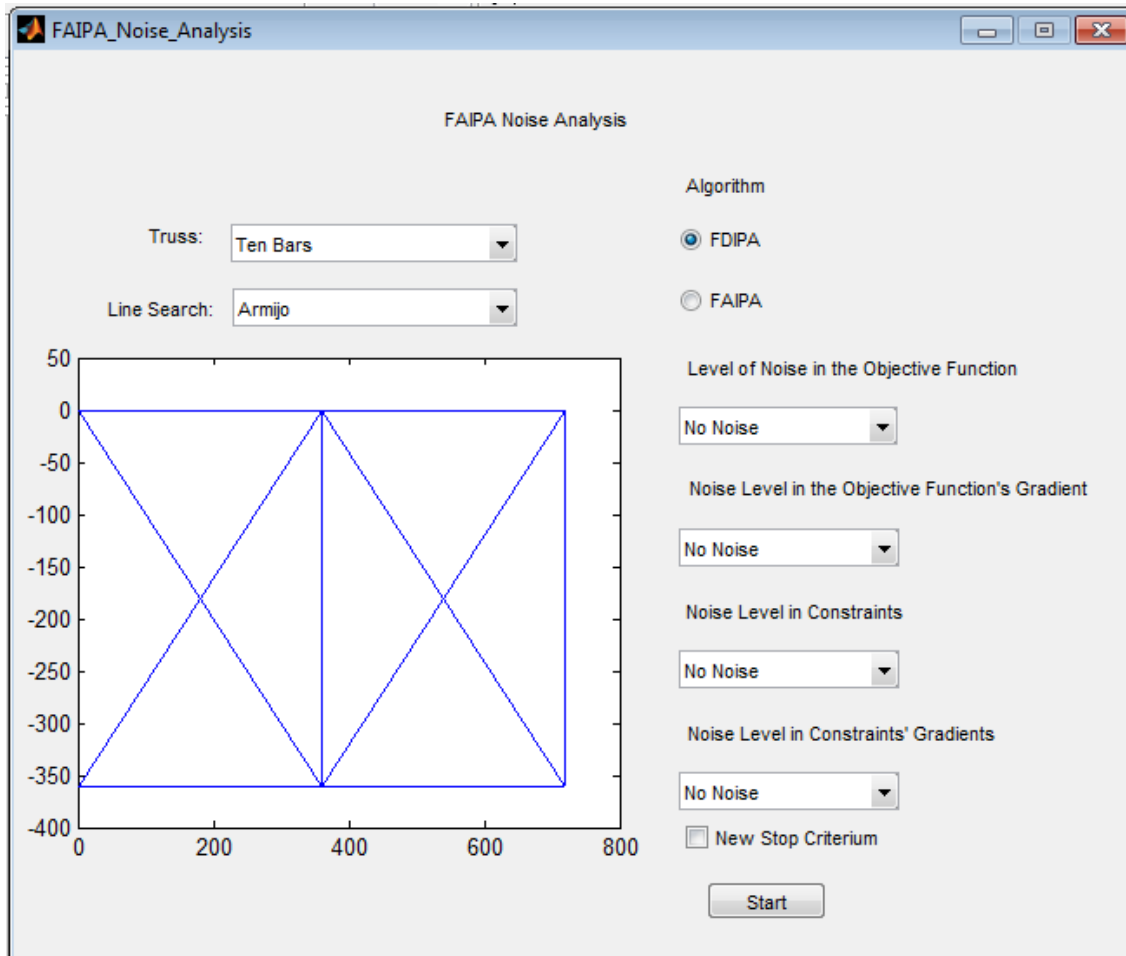 FAIPA_Noise_Analysis
FAIPA Noise Analysis
Algorithm
Truss:
Ten Bars
FDIPA
Line Search:
Armijo
FAIPA
50
0
-50
-100
-150
-200
-250
-300
-350
-400
0 200 400 600 800
Level of Noise in the Objective Function
No Noise
Noise Level in the Objective Function's Gradient
No Noise
Noise Level in Constraints
No Noise
Noise Level in Constraints' Gradients
No Noise
New Stop Criterium
Start